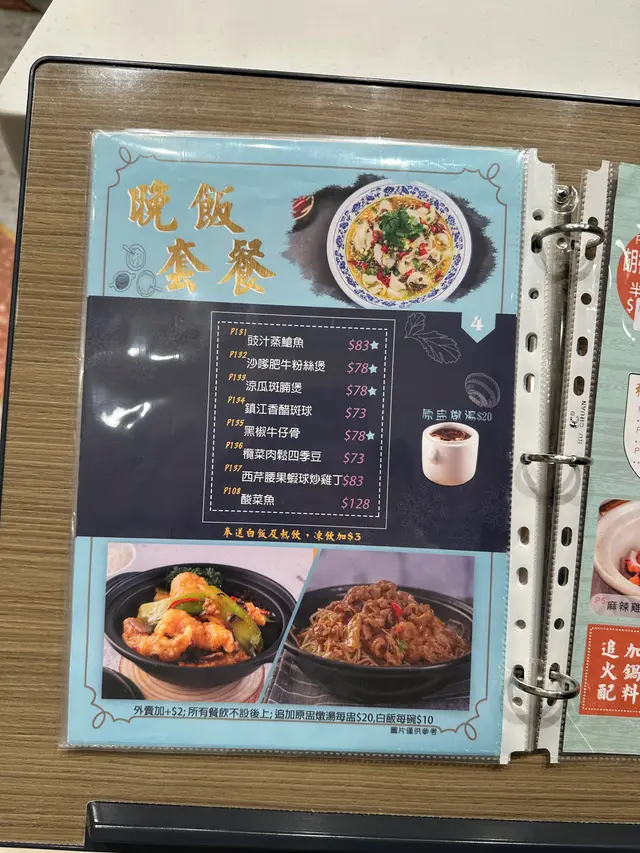 晚飯
套餐
4
P131
豉汁蒸鯧魚 $83★
P132
沙嗲肥牛粉絲煲 $78★
P133
涼瓜斑腩煲 $78★
P134
鎮江香醋斑球 $73
P135
黑椒牛仔骨 $78★
P136
欖菜肉鬆四季豆 $73
P137
西芹腰果蝦球炒雞丁 $83
P108
酸菜魚 $128
原盅燉湯$20
奉送白飯及熱飲，凍飲加$3
外賣加+$2; 所有餐飲不設後上; 追加原盅燉湯每盅$20,白飯每碗$10
圖片僅供參考
半
麻辣雞
追加
火鍋
配料